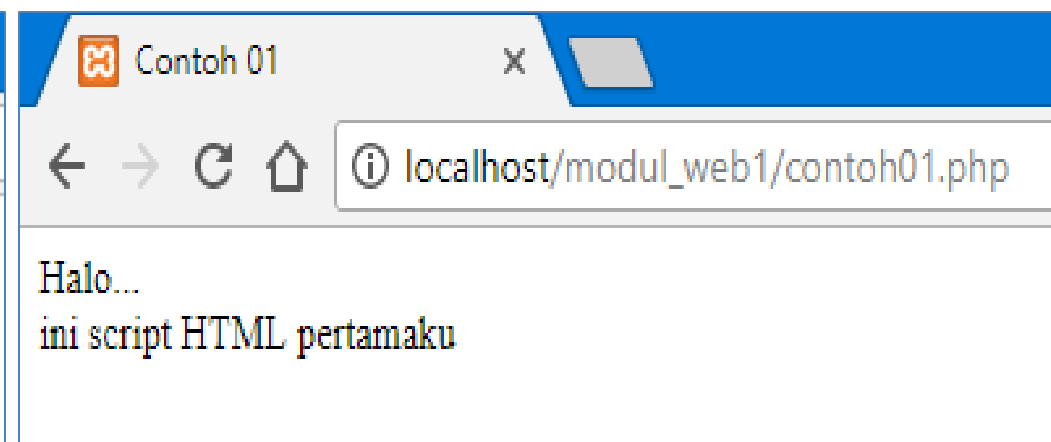 Contoh 01
localhost/modul_web1/contoh01.php
Halo...
ini script HTML pertamaku